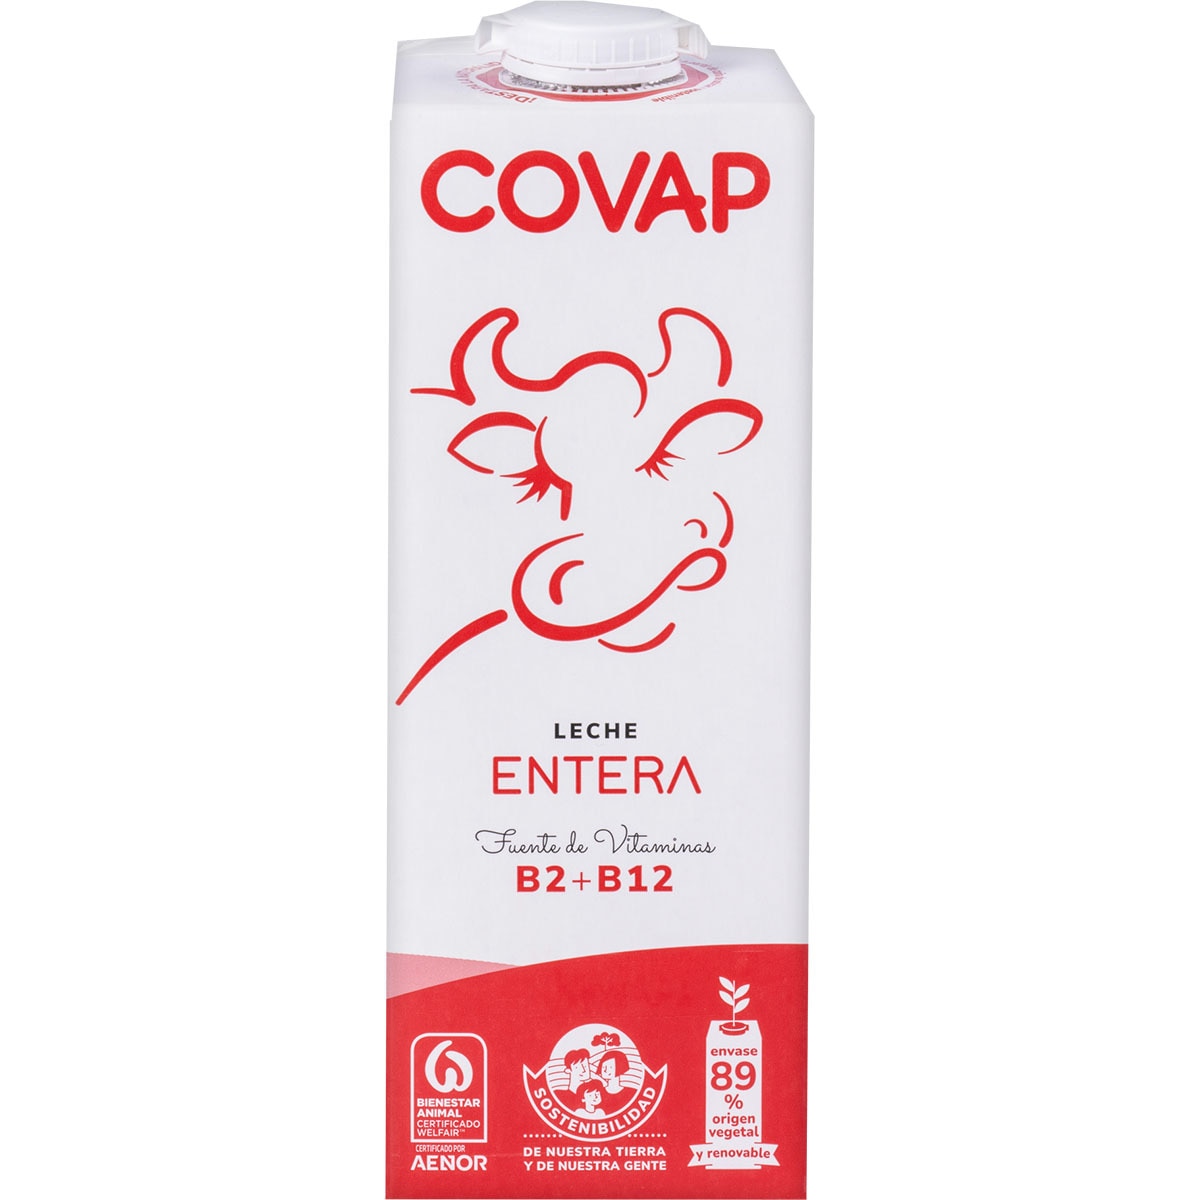 ¡DESTA
COVAP
LECHE
ENTERA
Fuente de Vitaminas
B2+B12
BIENESTAR
ANIMAL
CERTIFICADO
WELFAIR™
CERTIFICADO POR
AENOR
SOSTENIBILIDAD
DE NUESTRA TIERRA
Y DE NUESTRA GENTE
envase
89
%
origen
vegetal
y renovable